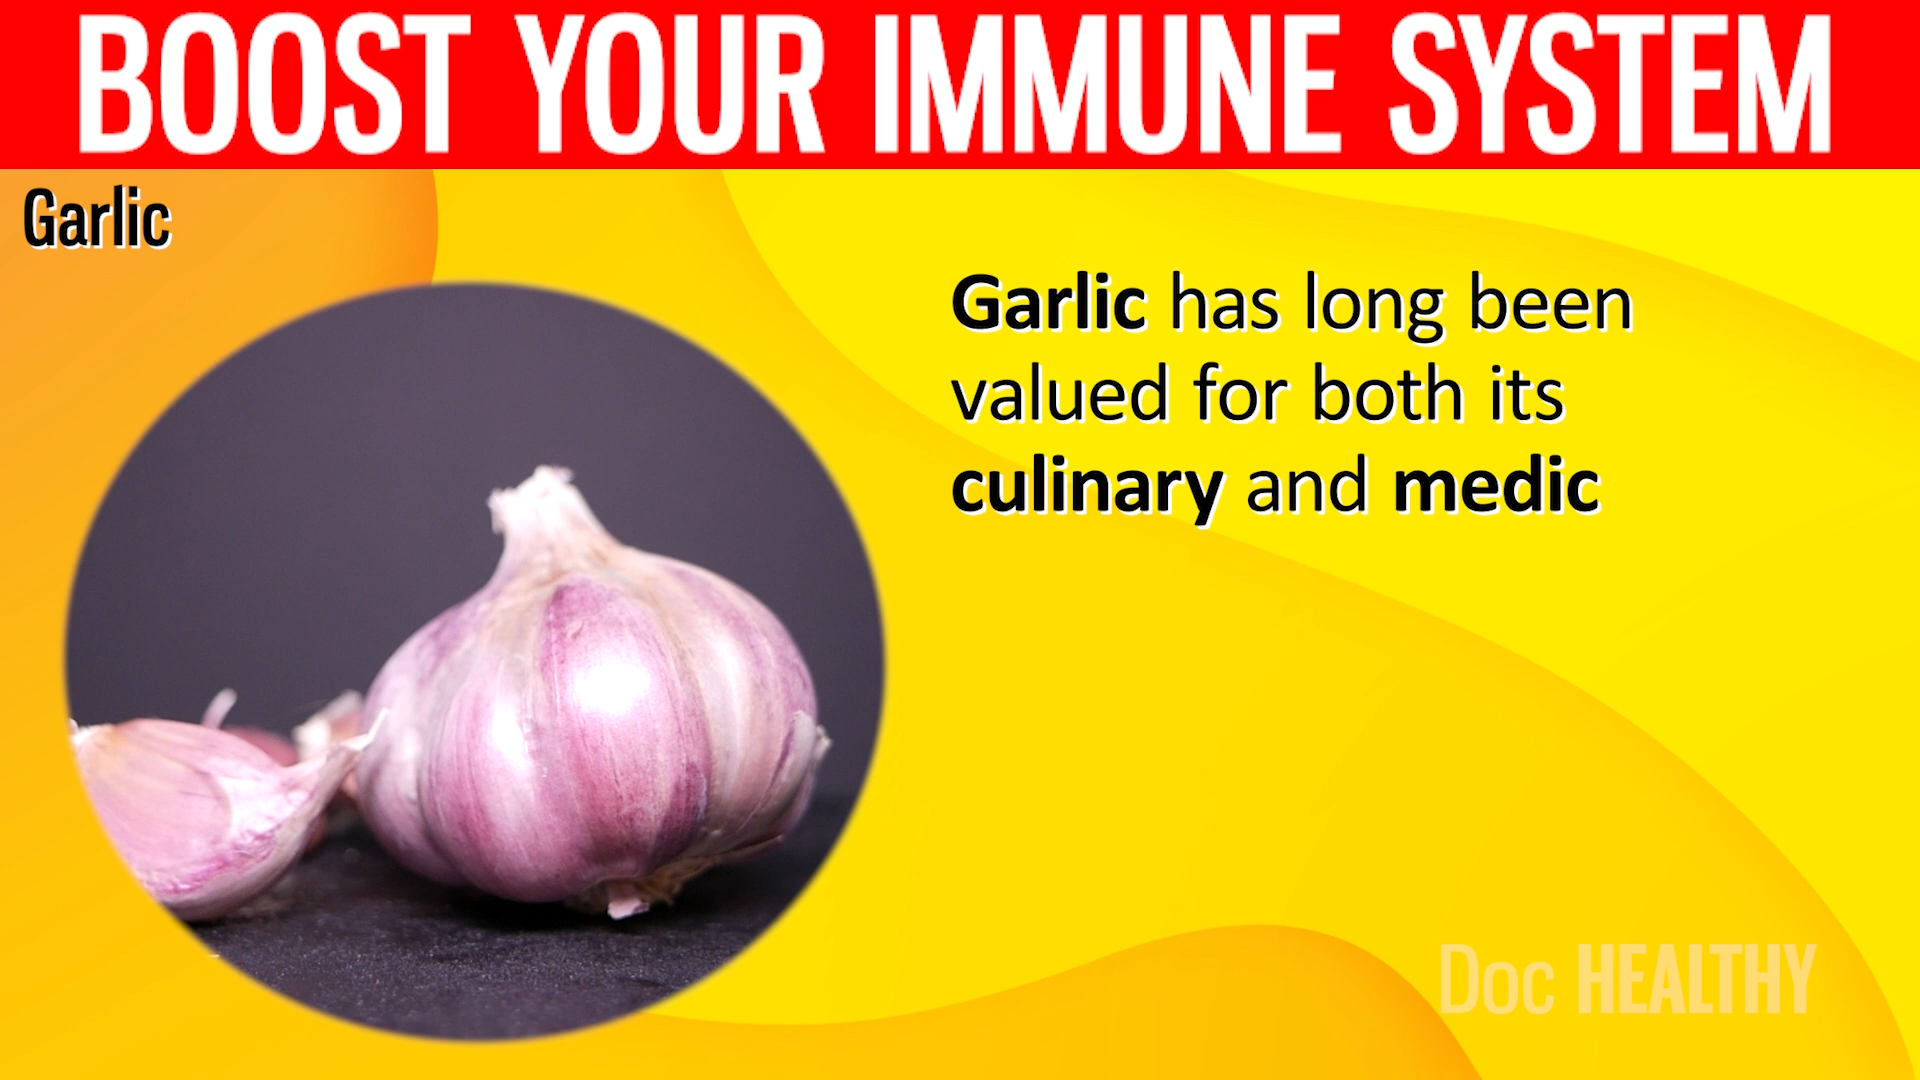 BOOST YOUR IMMUNE SYSTEM
Garlic
Garlic has long been
valued for both its
culinary and medic
Doc HEALTHY